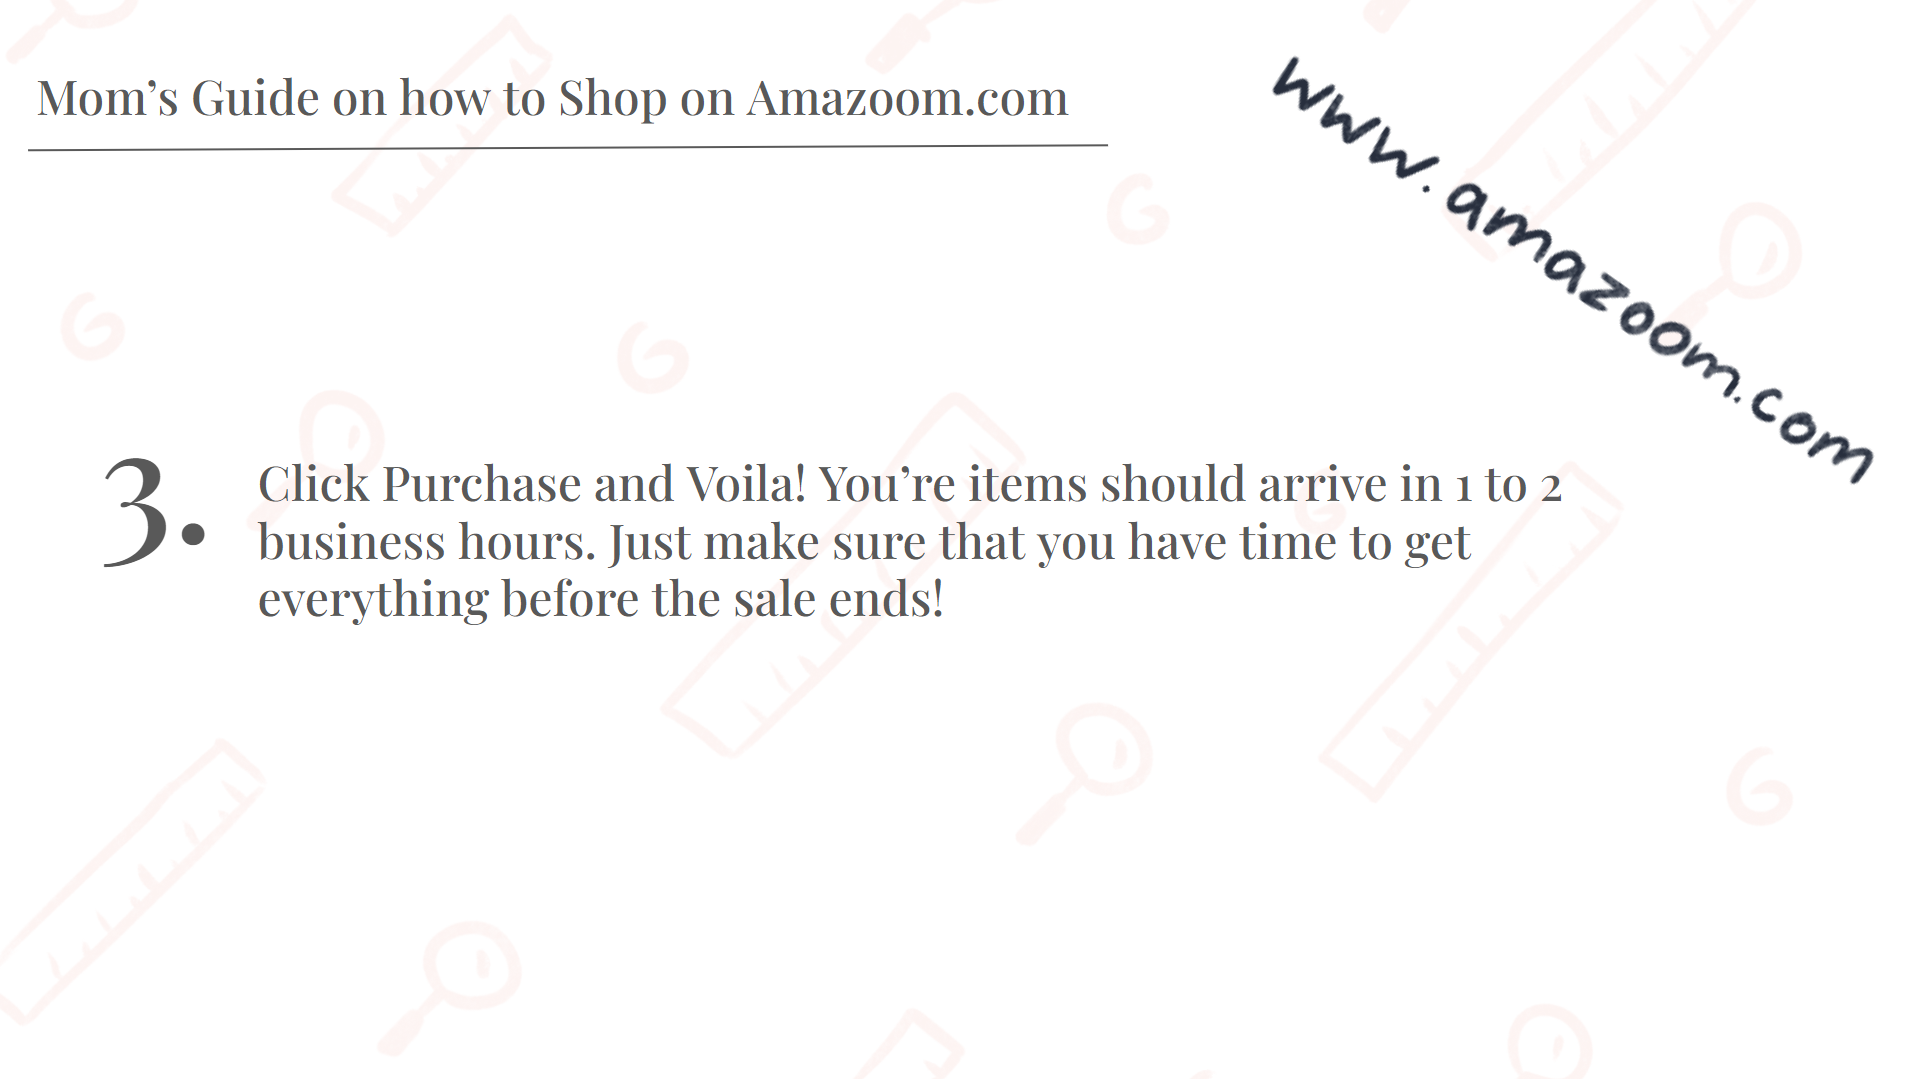 Mom’s Guide on how to Shop on Amazoom.com
www.amazoom.com
3.
Click Purchase and Voila! You’re items should arrive in 1 to 2
business hours. Just make sure that you have time to get
everything before the sale ends!